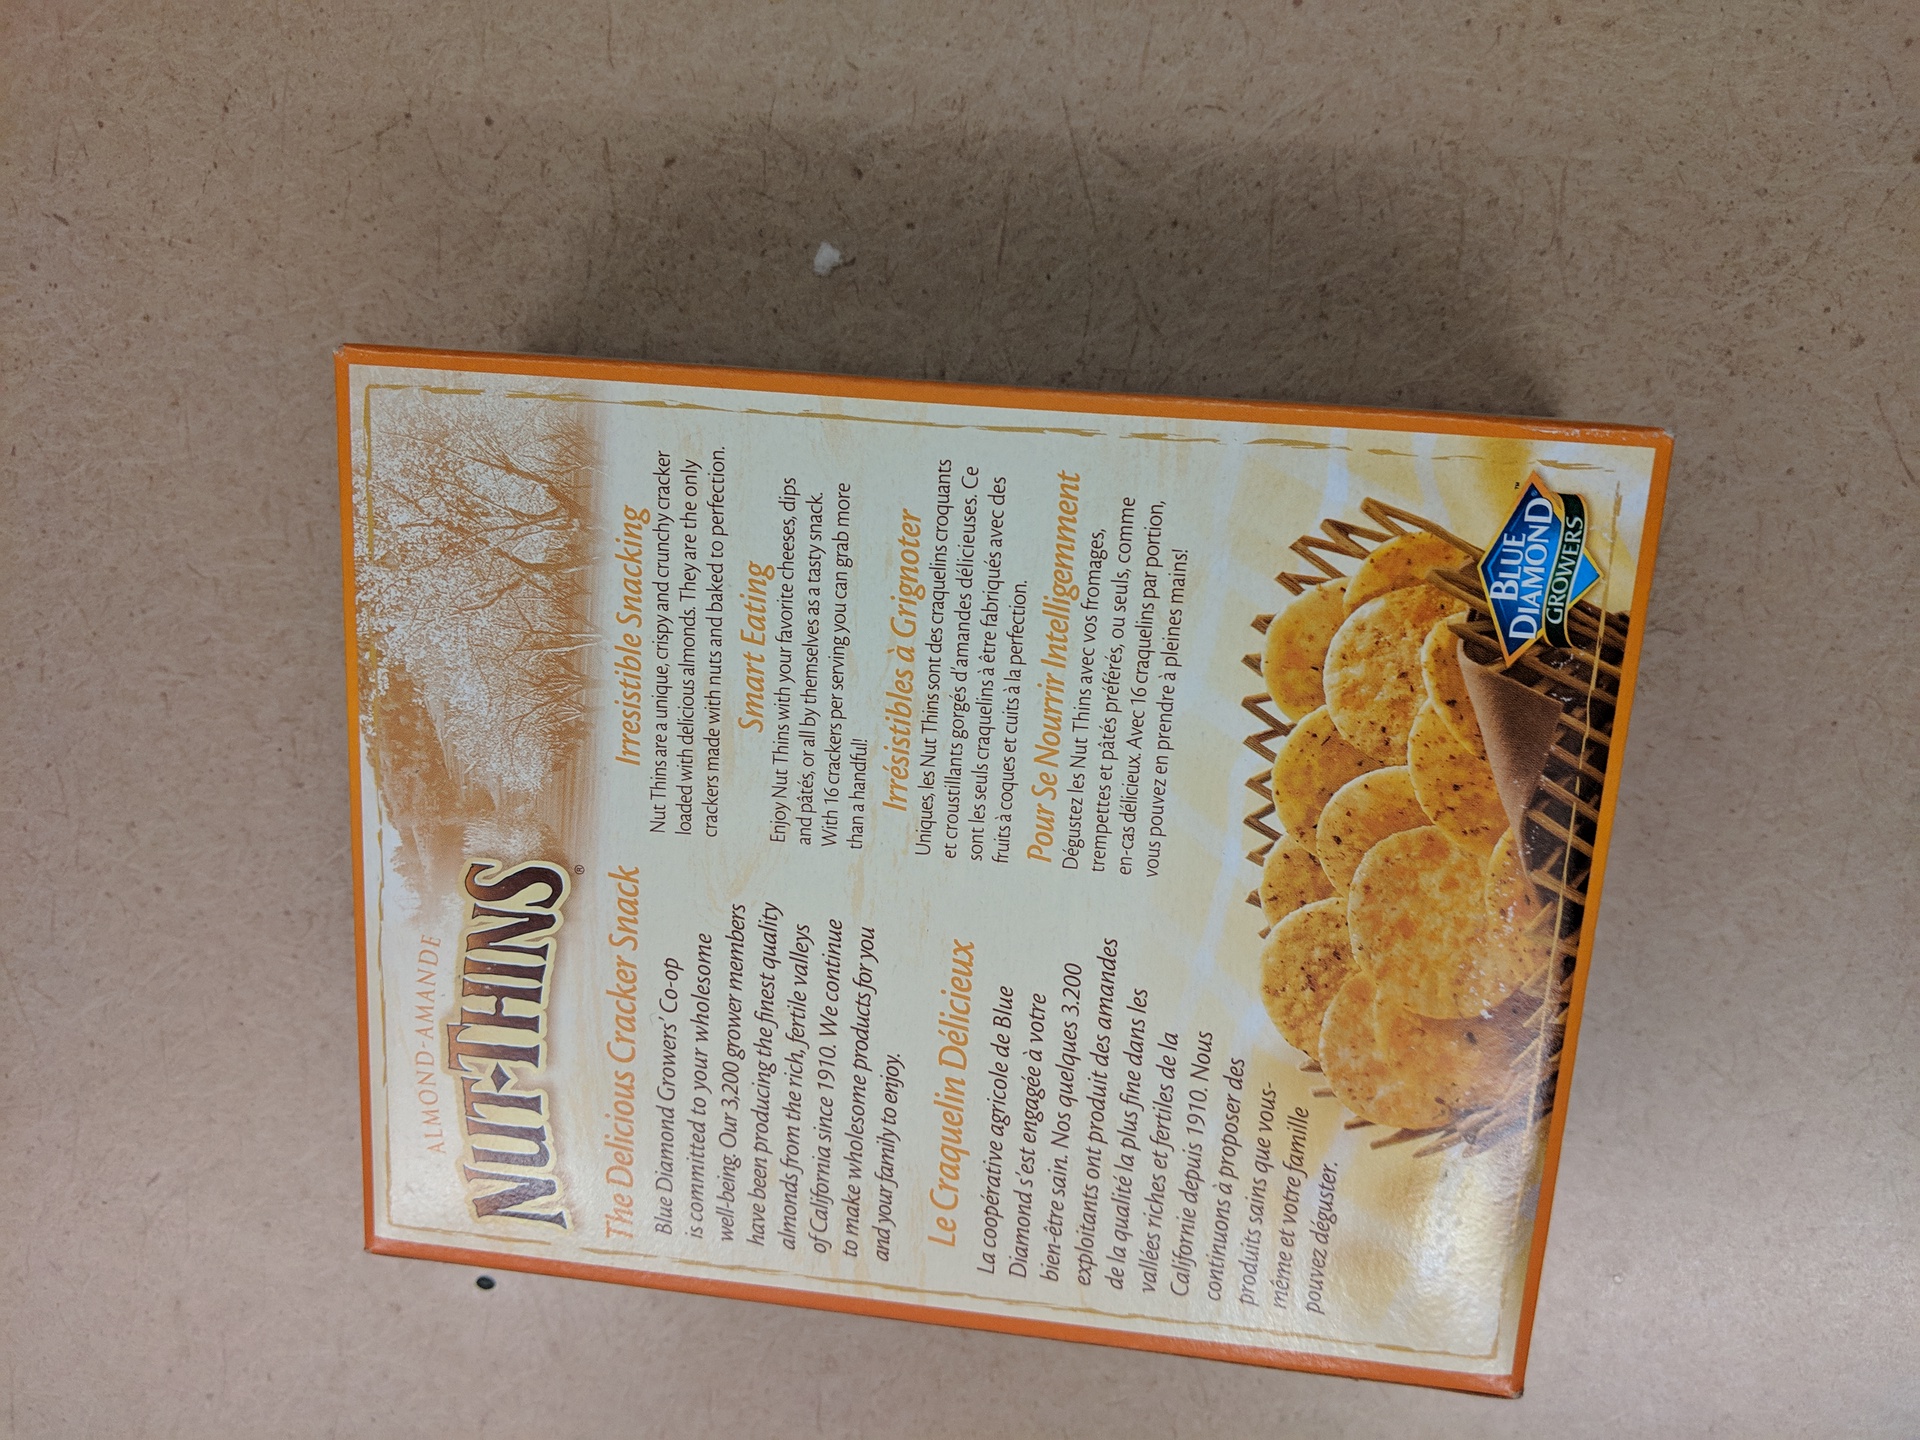 ALMOND-AMANDE
NUT-THINS
®
The Delicious Cracker Snack
Blue Diamond Growers' Co-op
is committed to your wholesome
well-being. Our 3,200 grower members
have been producing the finest quality
almonds from the rich, fertile valleys
of California since 1910. We continue
to make wholesome products for you
and your family to enjoy.
Le Craquelin Délicieux
La coopérative agricole de Blue
Diamond s'est engagée à votre
bien-être sain. Nos quelques 3.200
exploitants ont produit des amandes
de la qualité la plus fine dans les
vallées riches et fertiles de la
Californie depuis 1910. Nous
continuons à proposer des
produits sains que vous-
même et votre famille
pouvez déguster.
Irresistible Snacking
Nut Thins are a unique, crispy and crunchy cracker
loaded with delicious almonds. They are the only
crackers made with nuts and baked to perfection.
Smart Eating
Enjoy Nut Thins with your favorite cheeses, dips
and pâtés, or all by themselves as a tasty snack.
With 16 crackers per serving you can grab more
than a handful!
Irrésistibles à Grignoter
Uniques, les Nut Thins sont des craquelins croquants
et croustillants gorgés d'amandes délicieuses. Ce
sont les seuls craquelins à être fabriqués avec des
fruits à coques et cuits à la perfection.
Pour Se Nourrir Intelligemment
Dégustez les Nut Thins avec vos fromages,
trempettes et pâtés préférés, ou seuls, comme
en-cas délicieux. Avec 16 craquelins par portion,
vous pouvez en prendre à pleines mains!
BLUE
DIAMOND®
GROWERS
™